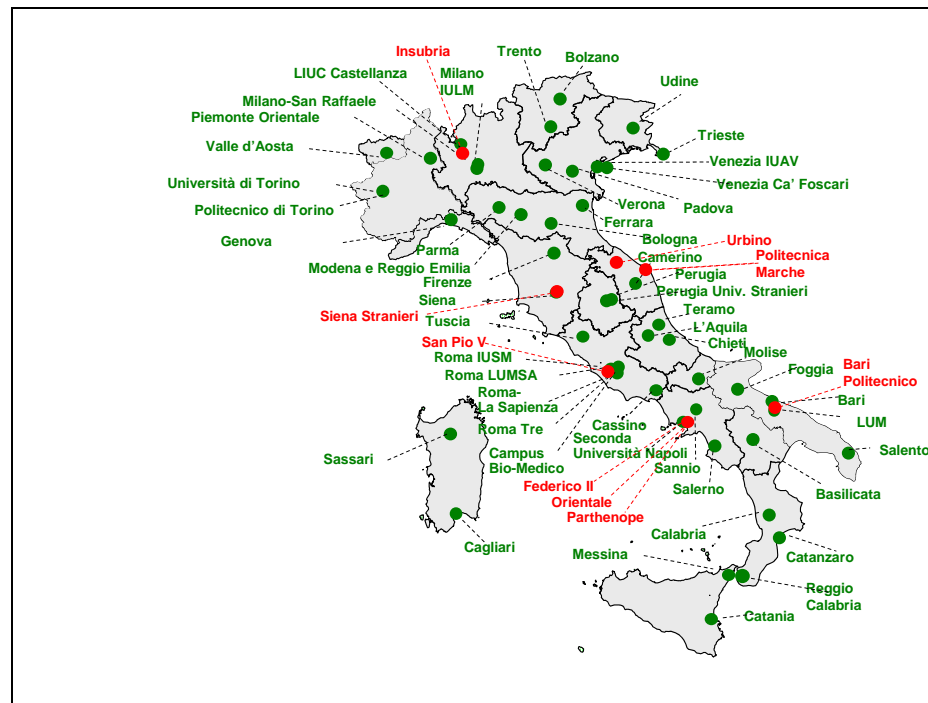 Insubria
Trento
Bolzano
LIUC Castellanza
Milano
IULM
Udine
Milano-San Raffaele
Piemonte Orientale
Trieste
Valle d'Aosta
Venezia IUAV
Venezia Ca' Foscari
Università di Torino
Verona
Padova
Politecnico di Torino
Ferrara
Genova
Parma
Bologna
Urbino
Modena e Reggio Emilia
Camerino
Politecnica
Marche
Firenze
Perugia
Siena
Perugia Univ. Stranieri
Siena Stranieri
Tuscia
Teramo
L'Aquila
San Pio V
Chieti
Roma IUSM
Molise
Roma LUMSA
Foggia
Bari
Politecnico
Roma-
La Sapienza
Bari
LUM
Roma Tre
Cassino
Seconda
Università Napoli
Campus
Bio-Medico
Sannio
Salento
Sassari
Federico II
Salerno
Basilicata
Orientale
Parthenope
Calabria
Cagliari
Messina
Catanzaro
Reggio
Calabria
Catania